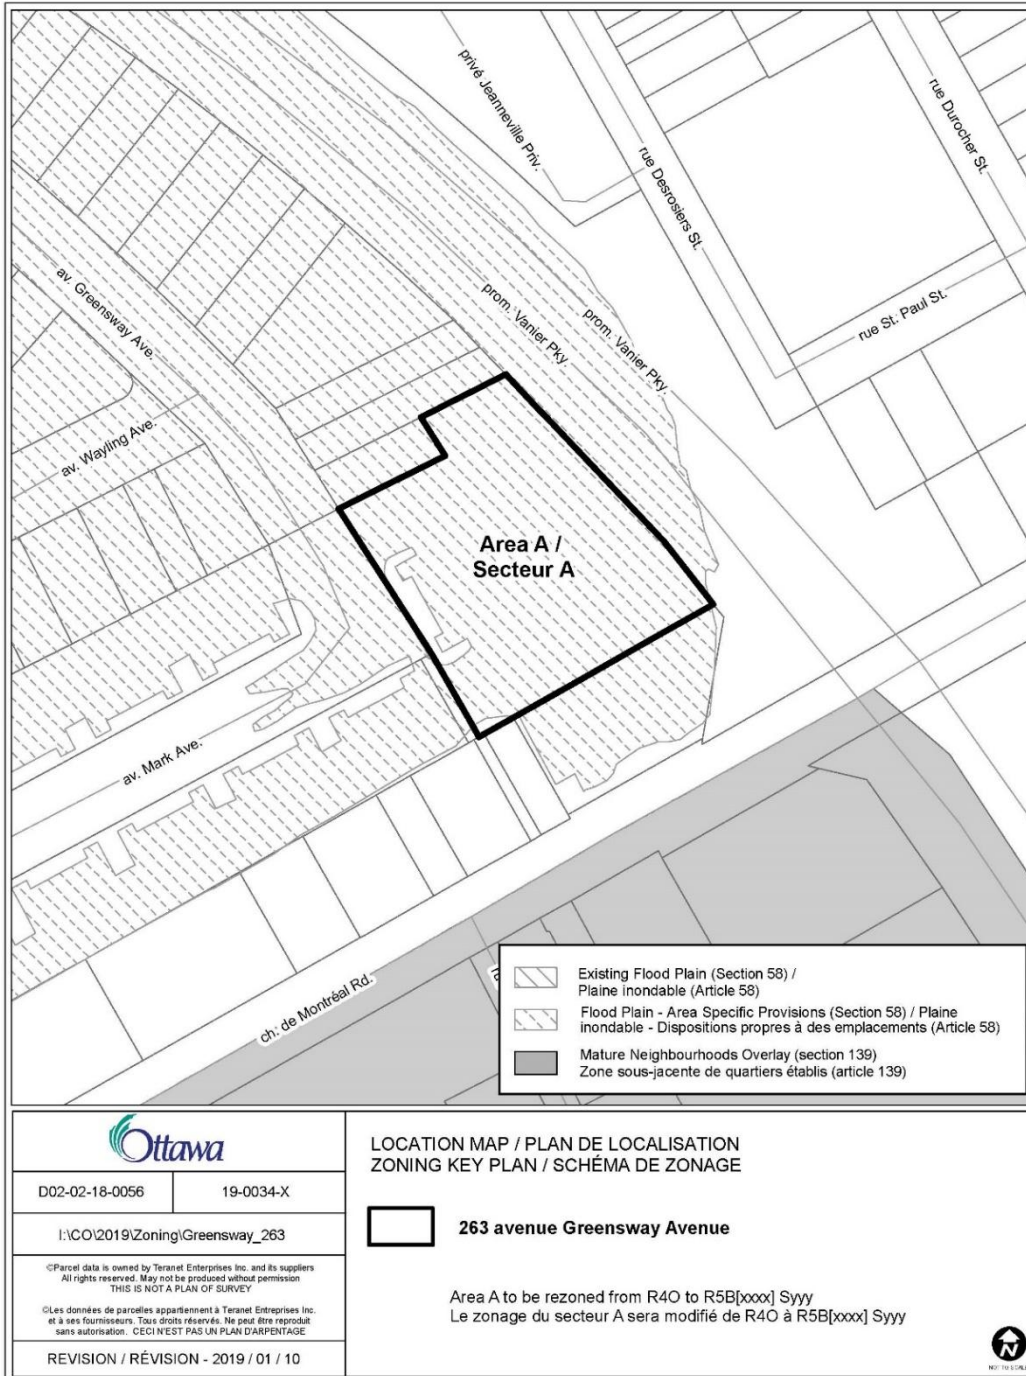 privé Jeanneville Priv.
rue Desrosiers St.
rue Durocher St.
av. Greensway Ave.
prom. Vanier Pky.
prom. Vanier Pky.
rue St. Paul St.
av. Wayling Ave.
Area A /
Secteur A
av. Mark Ave.
ch. de Montréal Rd.
Existing Flood Plain (Section 58) /
Plaine inondable (Article 58)
Flood Plain - Area Specific Provisions (Section 58) / Plaine
inondable - Dispositions propres à des emplacements (Article 58)
Mature Neighbourhoods Overlay (section 139)
Zone sous-jacente de quartiers établis (article 139)
Ottawa
D02-02-18-0056
19-0034-X
I:\CO\2019\Zoning\Greensway_263
©Parcel data is owned by Teranet Enterprises Inc. and its suppliers
All rights reserved. May not be produced without permission
THIS IS NOT A PLAN OF SURVEY
©Les données de parcelles appartiennent à Teranet Entreprises Inc.
et à ses fournisseurs. Tous droits réservés. Ne peut être reproduit
sans autorisation. CECI N'EST PAS UN PLAN D'ARPENTAGE
REVISION / RÉVISION - 2019 / 01 / 10
LOCATION MAP / PLAN DE LOCALISATION
ZONING KEY PLAN / SCHÉMA DE ZONAGE
263 avenue Greensway Avenue
Area A to be rezoned from R4O to R5B[xxxx] Syyy
Le zonage du secteur A sera modifié de R4O à R5B[xxxx] Syyy
N
NOT TO SCALE